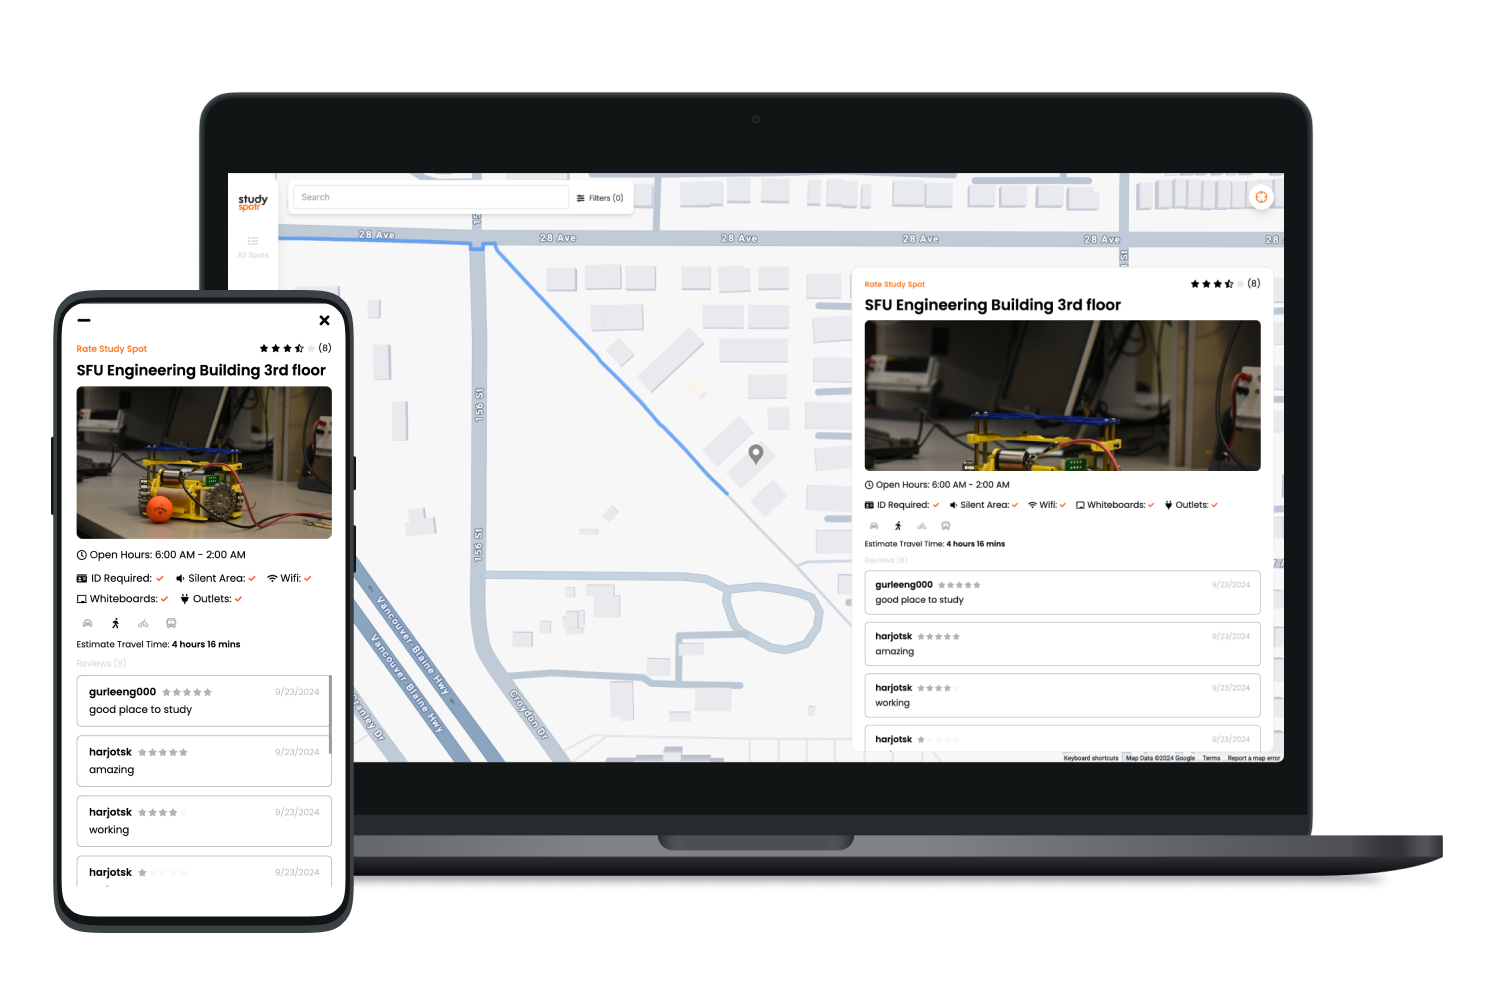 study
spotr
All Spots
Search
Filters (0)
28 Ave
28 Ave
28 Ave
28 Ave
28 Ave
28
15
St
156 St
156 St
Vancouver-Blaine Hwy
Vancouver-Blaine Hwy
Croydon Dr
Rate Study Spot
(8)
SFU Engineering Building 3rd floor
Open Hours: 6:00 AM - 2:00 AM
ID Required: Silent Area: Wifi: Whiteboards: Outlets:
Estimate Travel Time: 4 hours 16 mins
Reviews (8)
gurleeng000 9/23/2024
good place to study
harjotsk 9/23/2024
amazing
harjotsk 9/23/2024
working
harjotsk 9/23/2024
Keyboard shortcuts Map Data ©2024 Google Terms Report a map error
Rate Study Spot (8)
SFU Engineering Building 3rd floor
Open Hours: 6:00 AM - 2:00 AM
ID Required: Silent Area: Wifi:
Whiteboards: Outlets:
Estimate Travel Time: 4 hours 16 mins
Reviews (8)
gurleeng000 9/23/2024
good place to study
harjotsk 9/23/2024
amazing
harjotsk 9/23/2024
working
harjotsk 9/23/2024